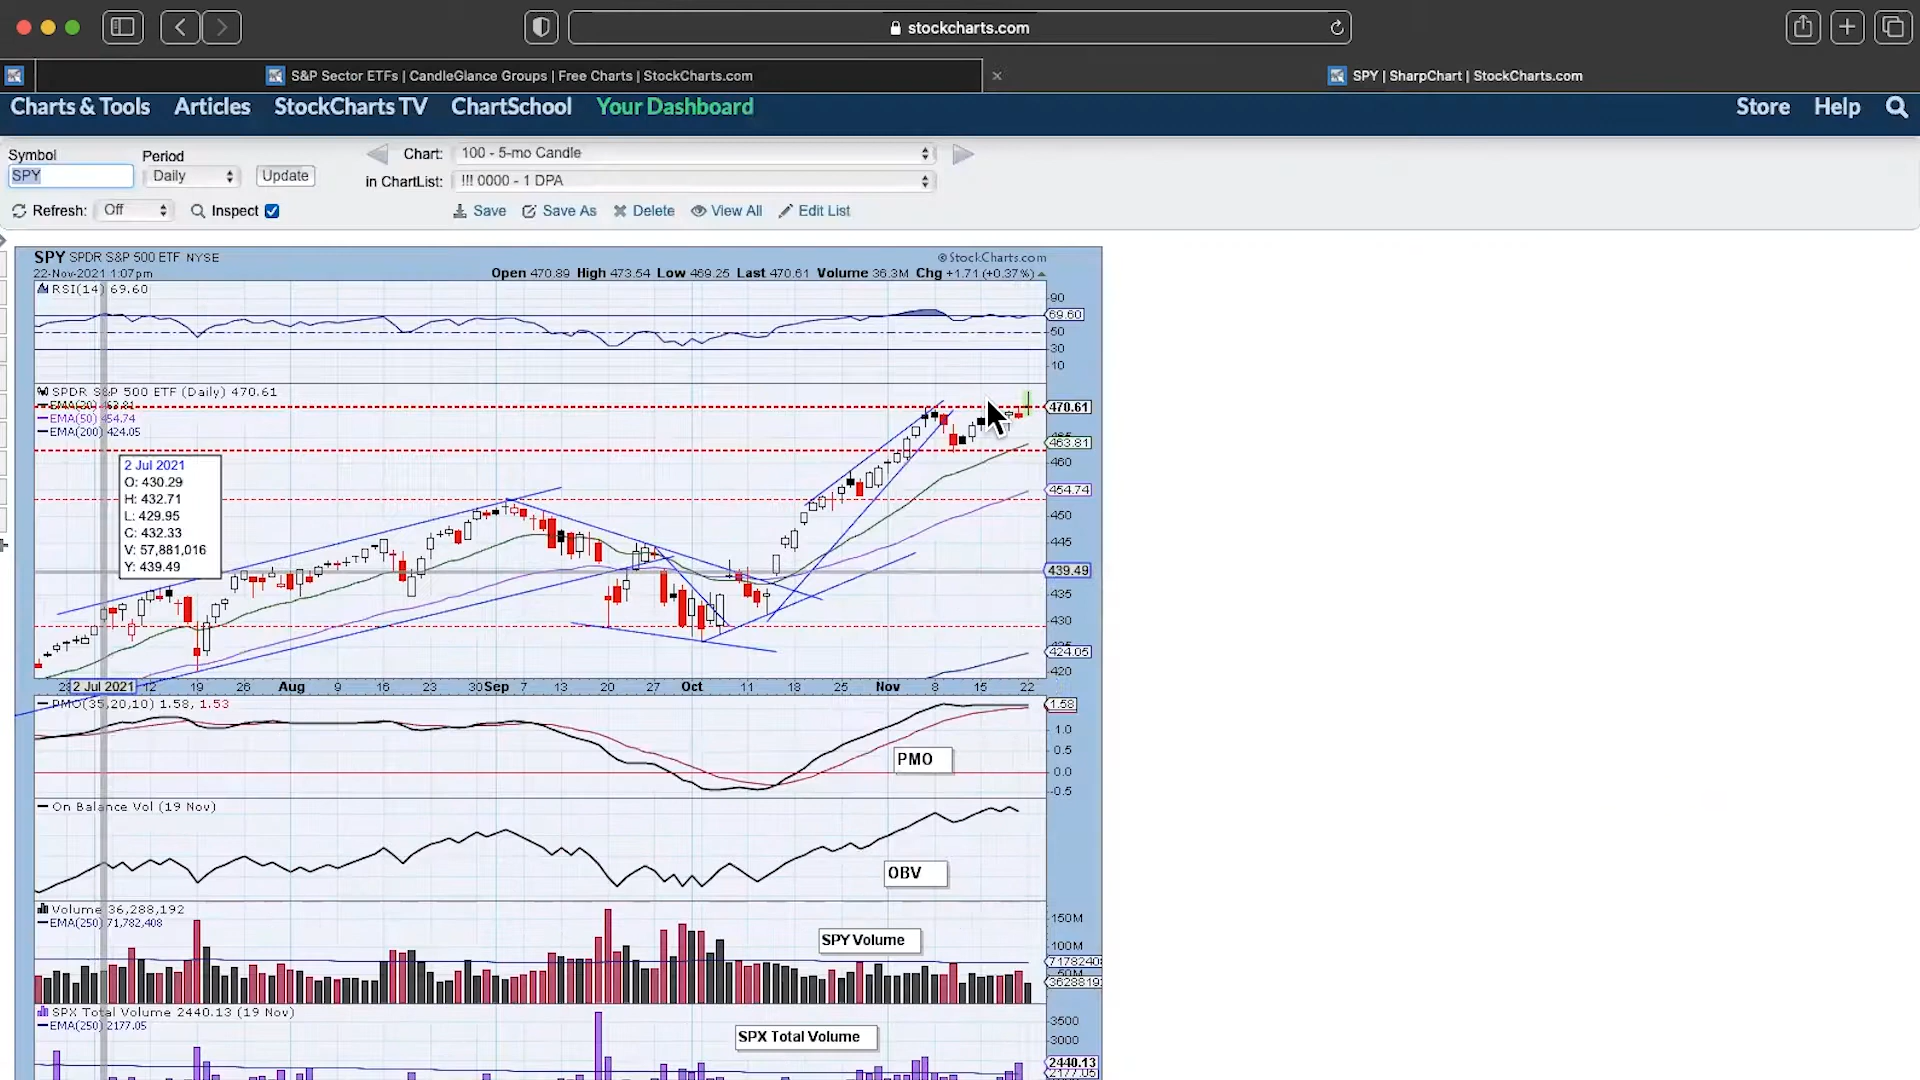 stockcharts.com
S&P Sector ETFs | CandleGlance Groups | Free Charts | StockCharts.com
SPY | SharpChart | StockCharts.com
Charts & Tools Articles StockCharts TV ChartSchool Your Dashboard Store Help
Symbol Period Chart: 100 - 5-mo Candle
SPY Daily Update in ChartList: !!! 0000 - 1 DPA
Refresh: Off Inspect Save Save As Delete View All Edit List
SPY SPDR S&P 500 ETF NYSE ©StockCharts.com
22-Nov-2021 1:07pm Open 470.89 High 473.54 Low 469.25 Last 470.61 Volume 36.3M Chg +1.71 (+0.37%)
RSI(14) 69.60
90
69.60
50
30
10
SPDR S&P 500 ETF (Daily) 470.61
EMA(20) 463.81
EMA(50) 454.74
EMA(200) 424.05
470.61
463.81
460
454.74
450
445
439.49
435
430
424.05
420
2 Jul 2021
O: 430.29
H: 432.71
L: 429.95
C: 432.33
V: 57,881,016
Y: 439.49
2 Jul 2021 12 19 26 Aug 9 16 23 30 Sep 7 13 20 27 Oct 11 18 25 Nov 8 15 22
PMO(35,20,10) 1.58, 1.53
1.58
1.0
0.5
0.0
-0.5
PMO
On Balance Vol (19 Nov)
OBV
Volume 36,288,192
EMA(250) 71,782,408
150M
100M
50M
SPY Volume
SPX Total Volume 2440.13 (19 Nov)
EMA(250) 2177.05
3500
3000
2440.13
2177.05
SPX Total Volume